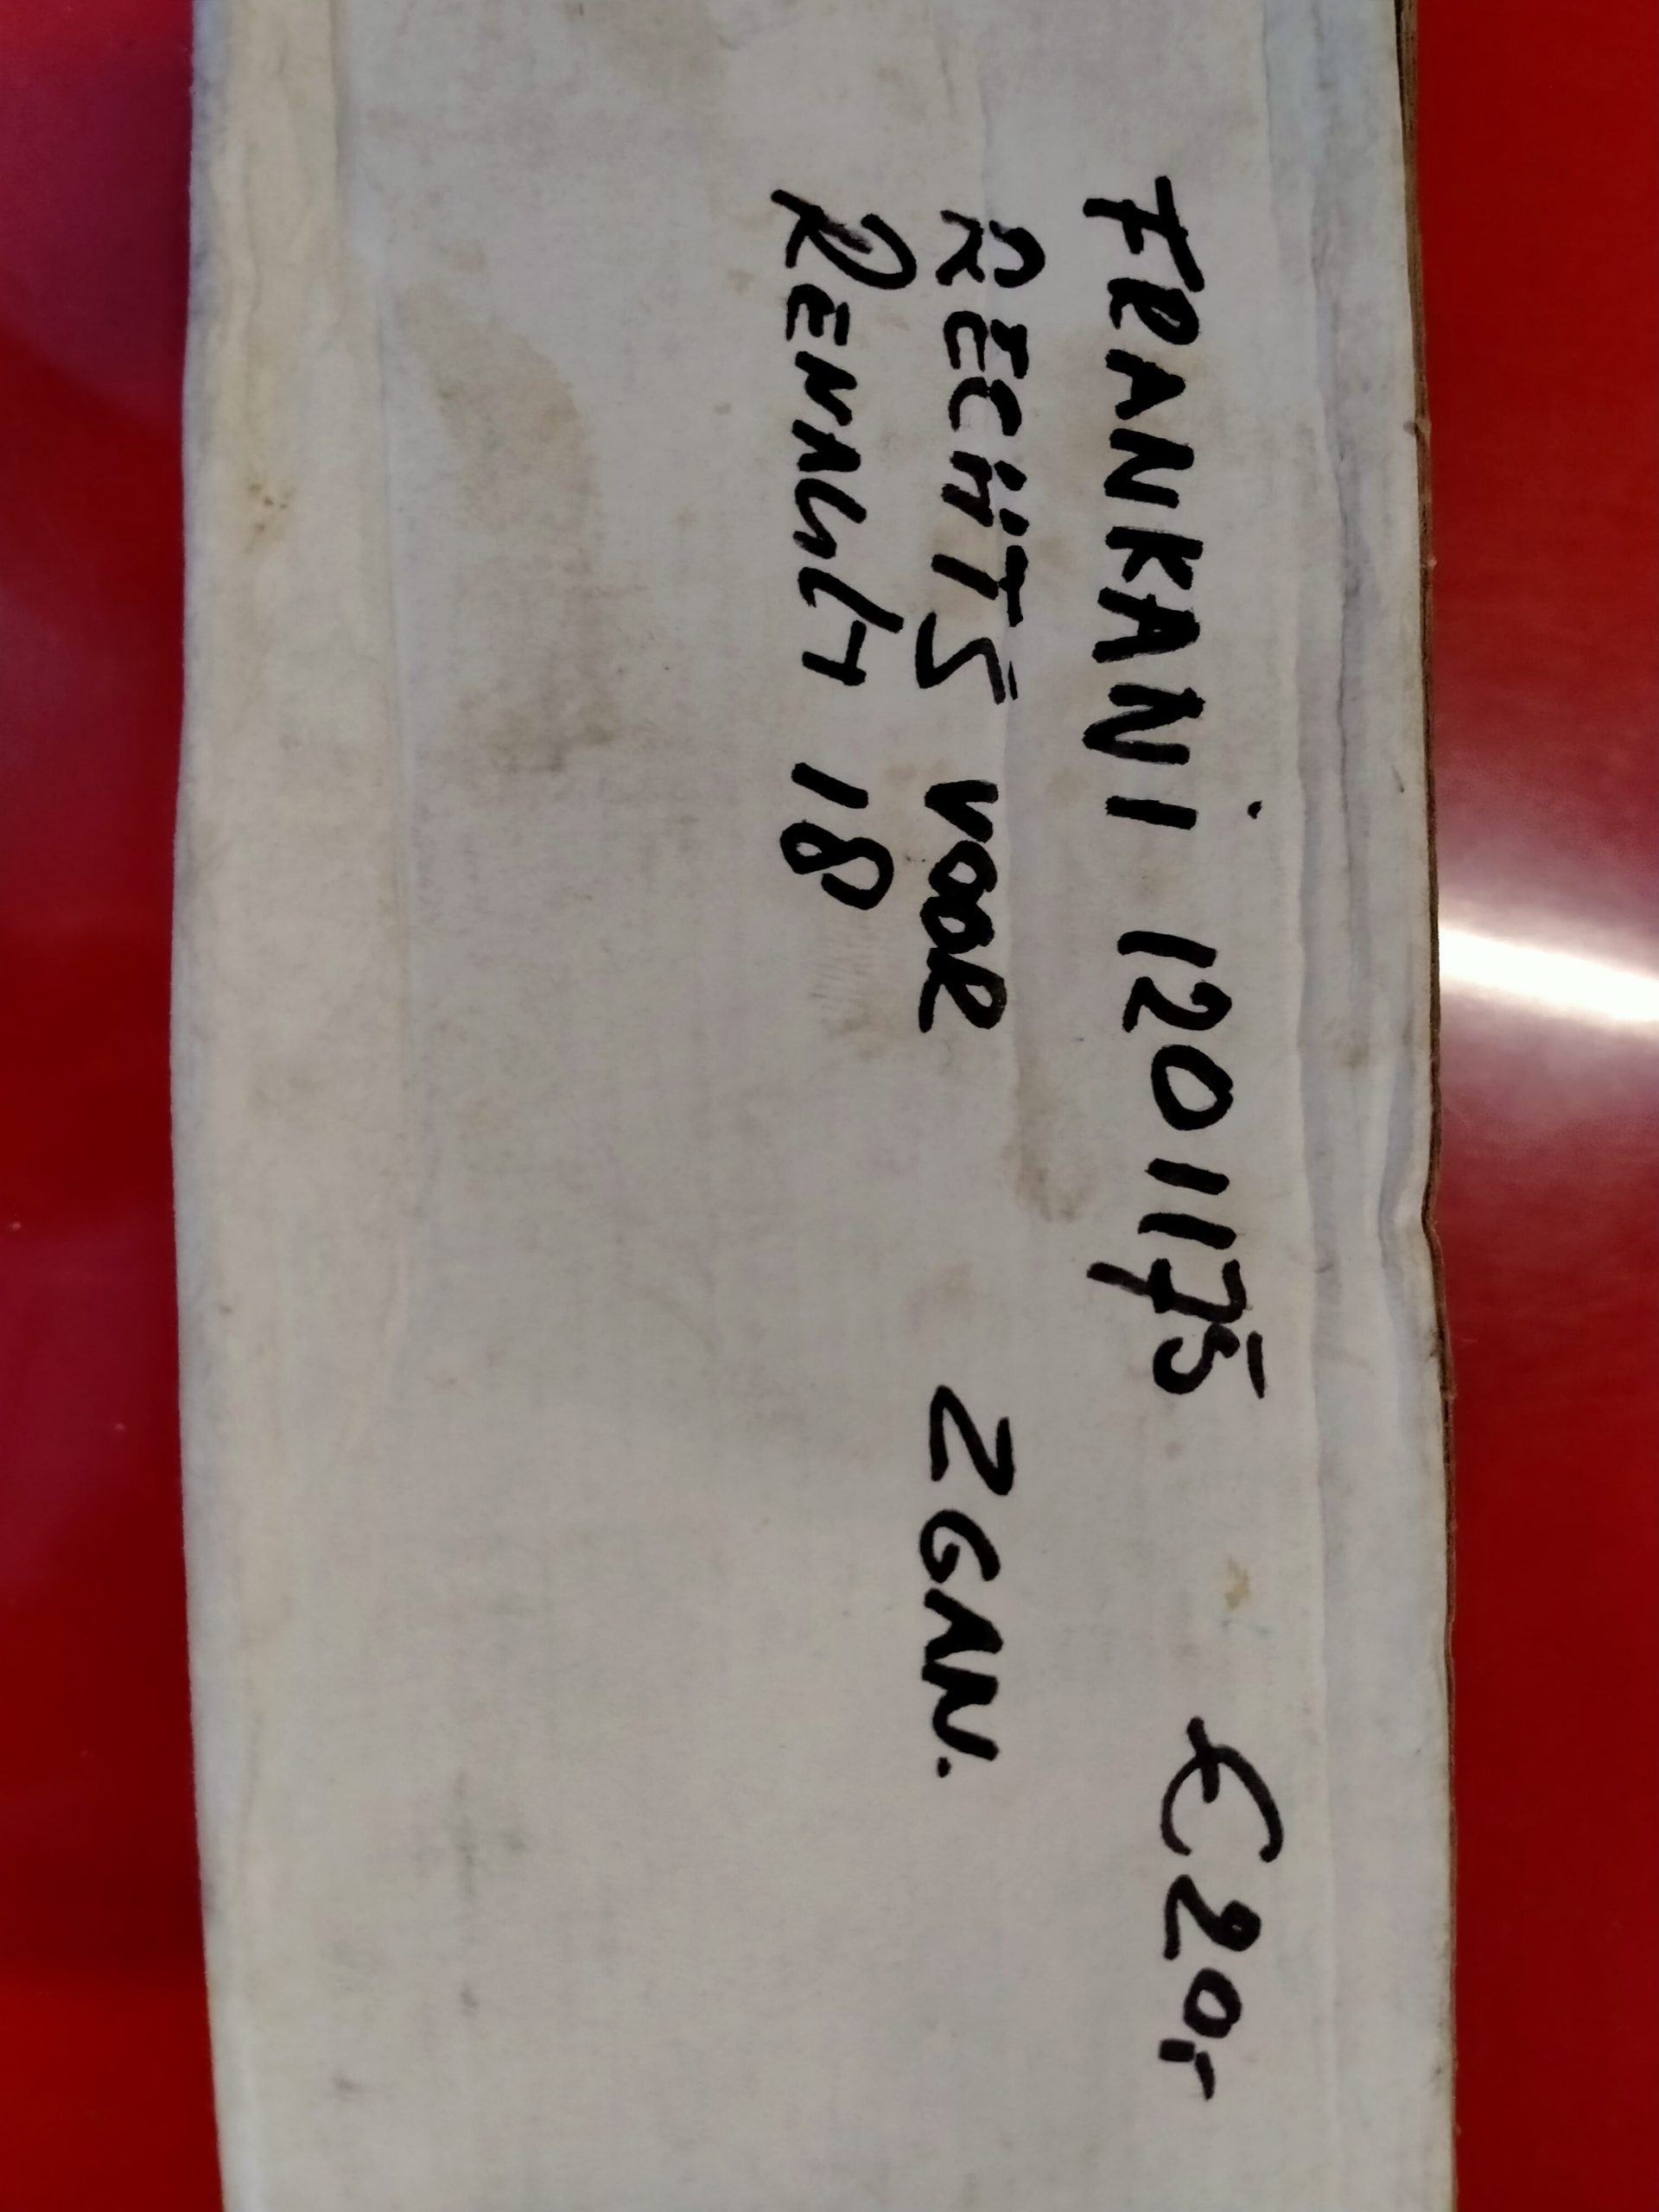 FRANKANi 1201175 € 20,-
RECHTS VOOR ZGAN.
RENAULT 18